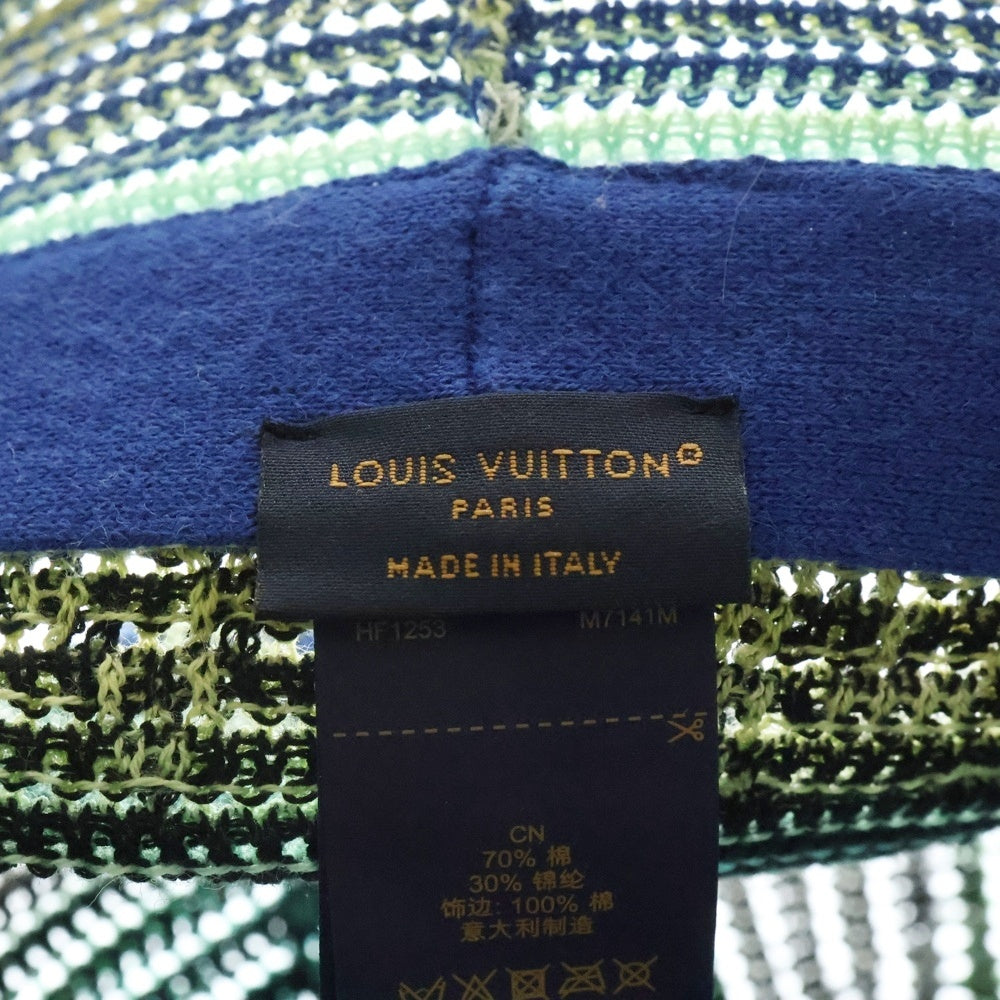 LOUIS VUITTON®
PARIS
MADE IN ITALY
HF1253 M7141M
CN
70% 棉
30% 锦纶
饰边: 100% 棉
意大利制造